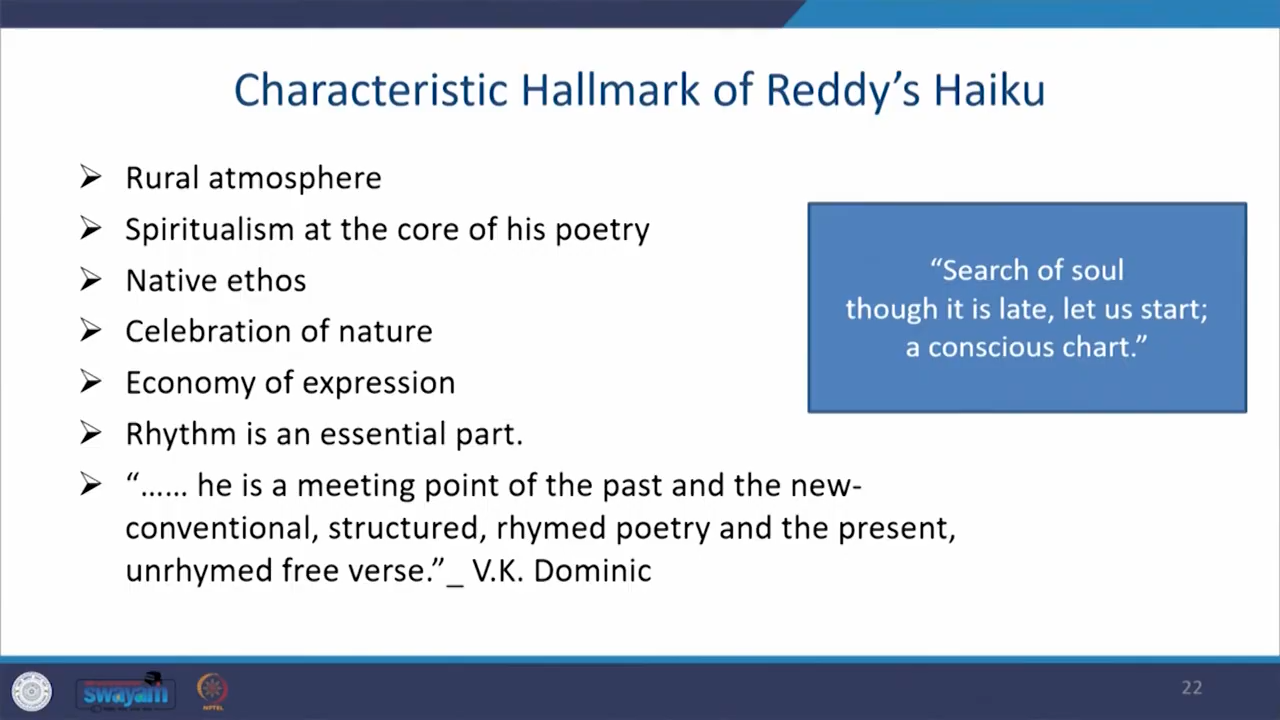 Characteristic Hallmark of Reddy’s Haiku
➢ Rural atmosphere
➢ Spiritualism at the core of his poetry
➢ Native ethos
➢ Celebration of nature
➢ Economy of expression
➢ Rhythm is an essential part.
➢ “…… he is a meeting point of the past and the new-
conventional, structured, rhymed poetry and the present,
unrhymed free verse.”_ V.K. Dominic
“Search of soul
though it is late, let us start;
a conscious chart.”
swayam
NPTEL
22